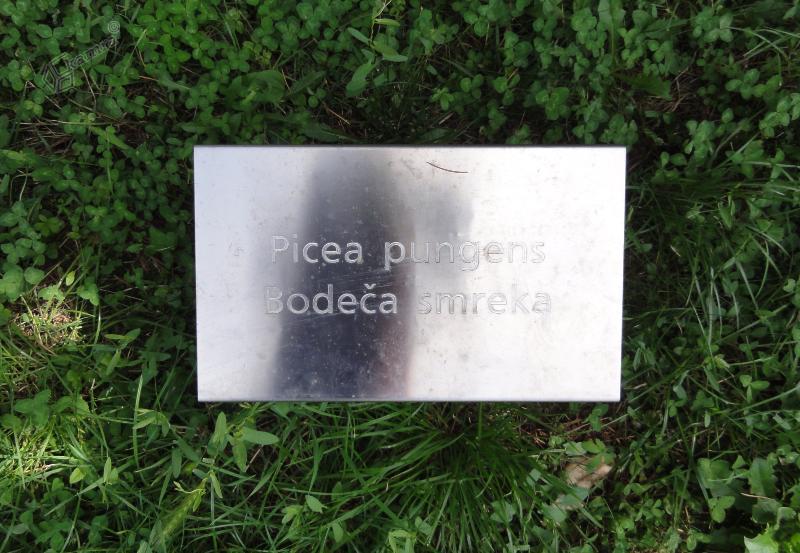 Picea pungens
Bodeča smreka